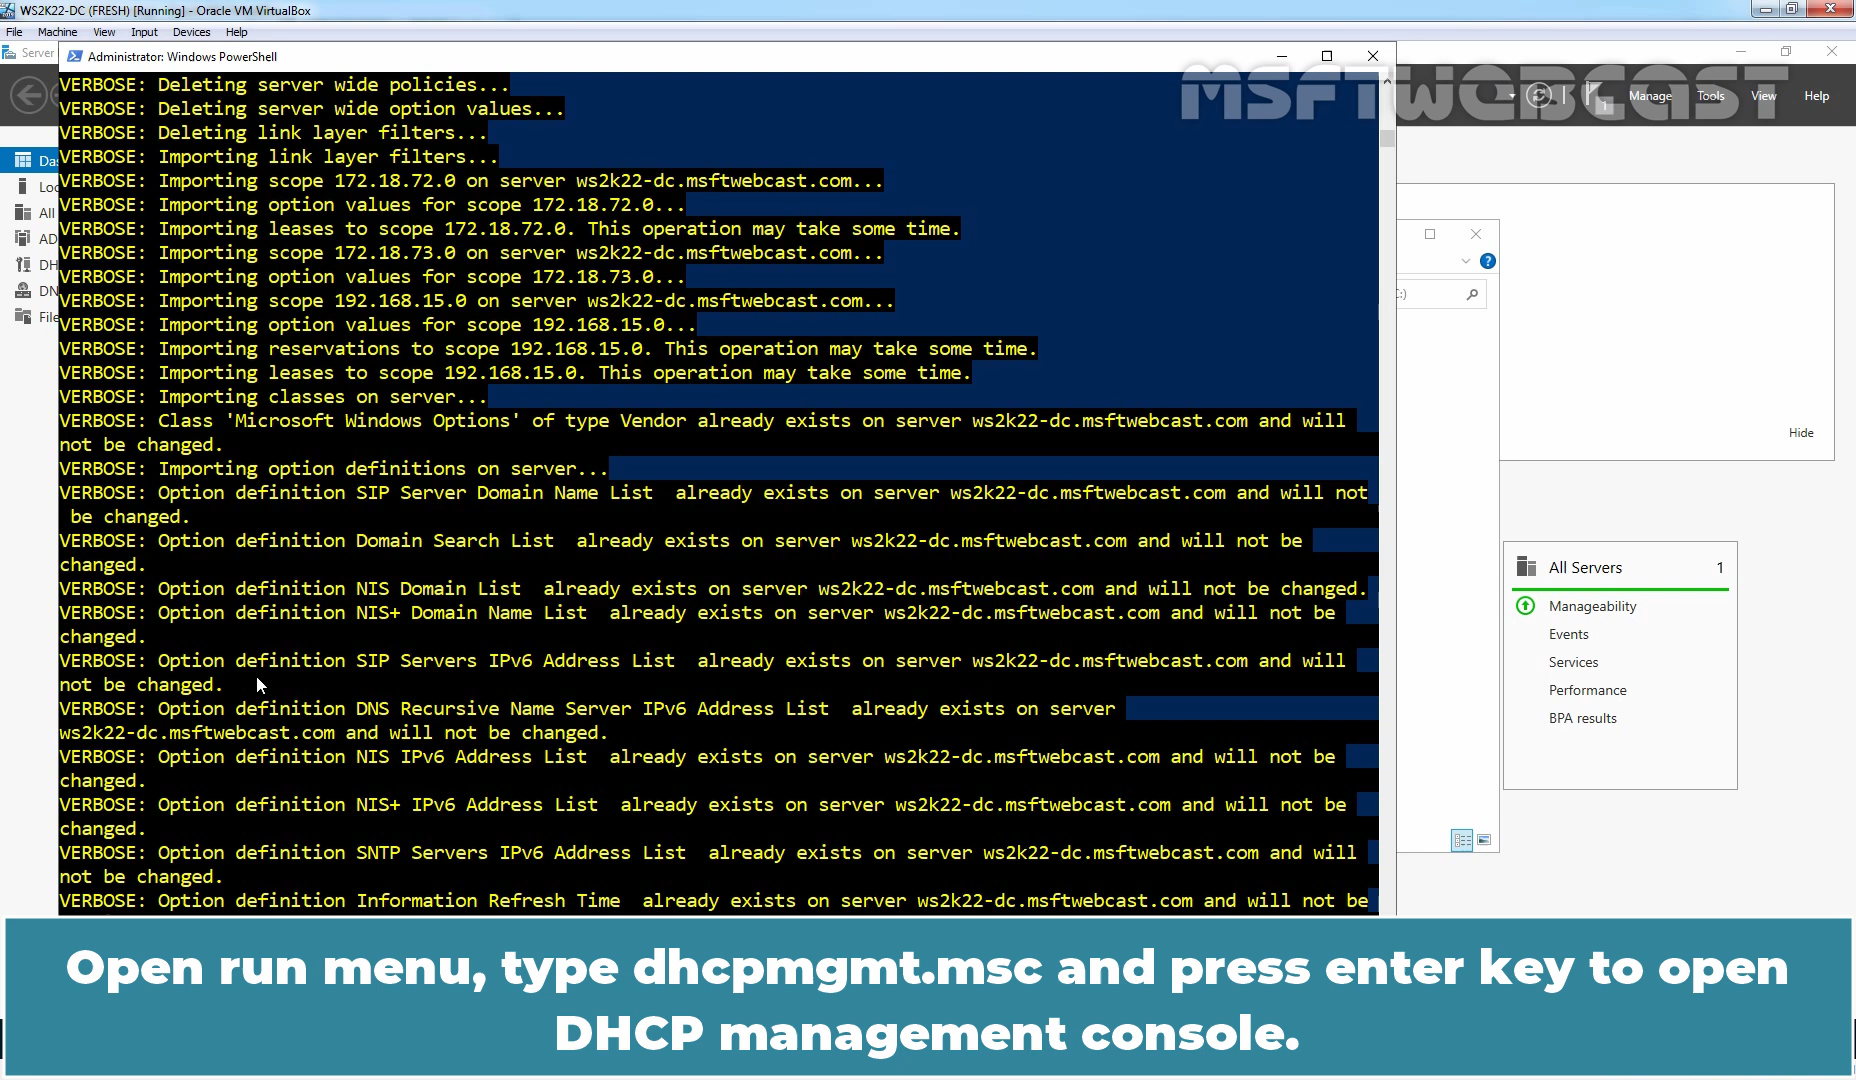 WS2K22-DC (FRESH) [Running] - Oracle VM VirtualBox
File Machine View Input Devices Help
Server
Administrator: Windows PowerShell
MSFTWEBCAST
Manage Tools View Help
VERBOSE: Deleting server wide policies...
VERBOSE: Deleting server wide option values...
VERBOSE: Deleting link layer filters...
VERBOSE: Importing link layer filters...
VERBOSE: Importing scope 172.18.72.0 on server ws2k22-dc.msftwebcast.com...
VERBOSE: Importing option values for scope 172.18.72.0...
VERBOSE: Importing leases to scope 172.18.72.0. This operation may take some time.
VERBOSE: Importing scope 172.18.73.0 on server ws2k22-dc.msftwebcast.com...
VERBOSE: Importing option values for scope 172.18.73.0...
VERBOSE: Importing scope 192.168.15.0 on server ws2k22-dc.msftwebcast.com...
VERBOSE: Importing option values for scope 192.168.15.0...
VERBOSE: Importing reservations to scope 192.168.15.0. This operation may take some time.
VERBOSE: Importing leases to scope 192.168.15.0. This operation may take some time.
VERBOSE: Importing classes on server...
VERBOSE: Class 'Microsoft Windows Options' of type Vendor already exists on server ws2k22-dc.msftwebcast.com and will
not be changed.
VERBOSE: Importing option definitions on server...
VERBOSE: Option definition SIP Server Domain Name List  already exists on server ws2k22-dc.msftwebcast.com and will not
be changed.
VERBOSE: Option definition Domain Search List  already exists on server ws2k22-dc.msftwebcast.com and will not be
changed.
VERBOSE: Option definition NIS Domain List  already exists on server ws2k22-dc.msftwebcast.com and will not be changed.
VERBOSE: Option definition NIS+ Domain Name List  already exists on server ws2k22-dc.msftwebcast.com and will not be
changed.
VERBOSE: Option definition SIP Servers IPv6 Address List  already exists on server ws2k22-dc.msftwebcast.com and will
not be changed.
VERBOSE: Option definition DNS Recursive Name Server IPv6 Address List  already exists on server
ws2k22-dc.msftwebcast.com and will not be changed.
VERBOSE: Option definition NIS IPv6 Address List  already exists on server ws2k22-dc.msftwebcast.com and will not be
changed.
VERBOSE: Option definition NIS+ IPv6 Address List  already exists on server ws2k22-dc.msftwebcast.com and will not be
changed.
VERBOSE: Option definition SNTP Servers IPv6 Address List  already exists on server ws2k22-dc.msftwebcast.com and will
not be changed.
VERBOSE: Option definition Information Refresh Time  already exists on server ws2k22-dc.msftwebcast.com and will not be
Das
Loc
All
AD
DH
DN
File
:)
Hide
All Servers 1
Manageability
Events
Services
Performance
BPA results
Open run menu, type dhcpmgmt.msc and press enter key to open
DHCP management console.